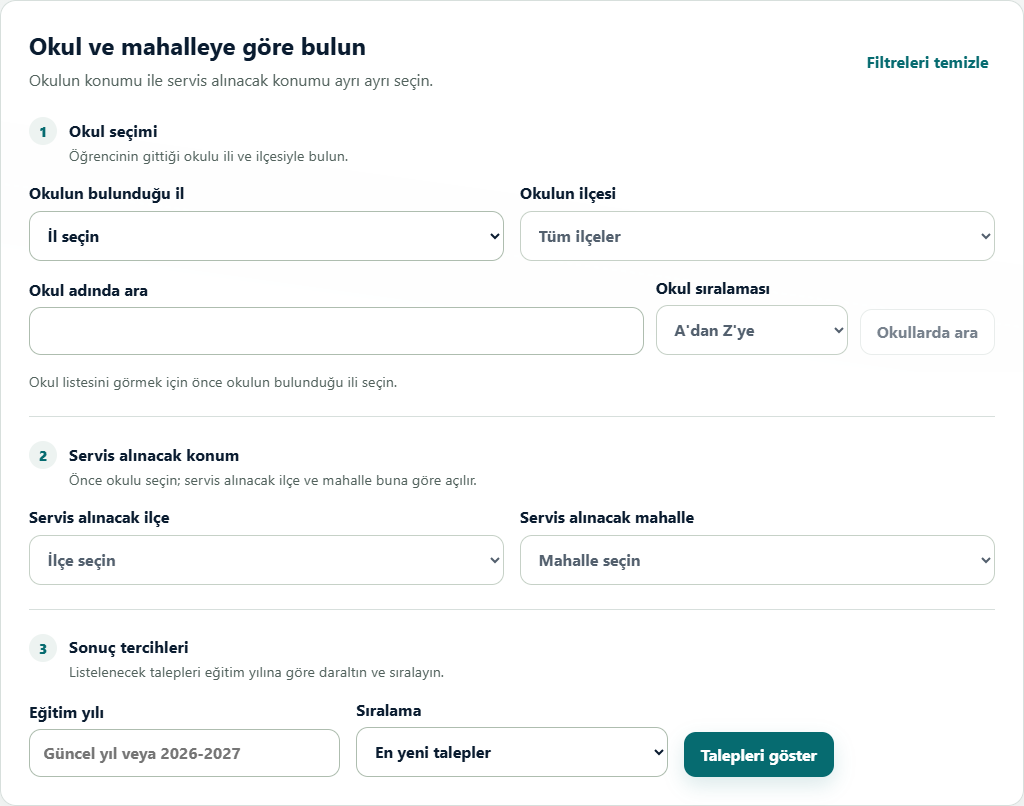 Okul ve mahalleye göre bulun
Okulun konumu ile servis alınacak konumu ayrı ayrı seçin.
Filtreleri temizle
1
Okul seçimi
Öğrencinin gittiği okulu ili ve ilçesiyle bulun.
Okulun bulunduğu il
Okulun ilçesi
İl seçin
Tüm ilçeler
Okul adında ara
Okul sıralaması
A'dan Z'ye
Okullarda ara
Okul listesini görmek için önce okulun bulunduğu ili seçin.
2
Servis alınacak konum
Önce okulu seçin; servis alınacak ilçe ve mahalle buna göre açılır.
Servis alınacak ilçe
Servis alınacak mahalle
İlçe seçin
Mahalle seçin
3
Sonuç tercihleri
Listelenecek talepleri eğitim yılına göre daraltın ve sıralayın.
Eğitim yılı
Sıralama
Güncel yıl veya 2026-2027
En yeni talepler
Talepleri göster